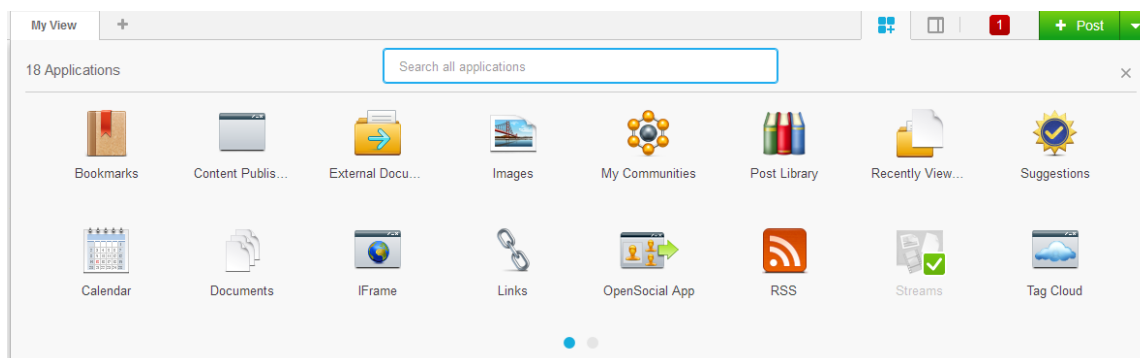 My View + 1 + Post
18 Applications Search all applications ×
Bookmarks Content Publis... External Docu... Images My Communities Post Library Recently View... Suggestions
Calendar Documents IFrame Links OpenSocial App RSS Streams Tag Cloud